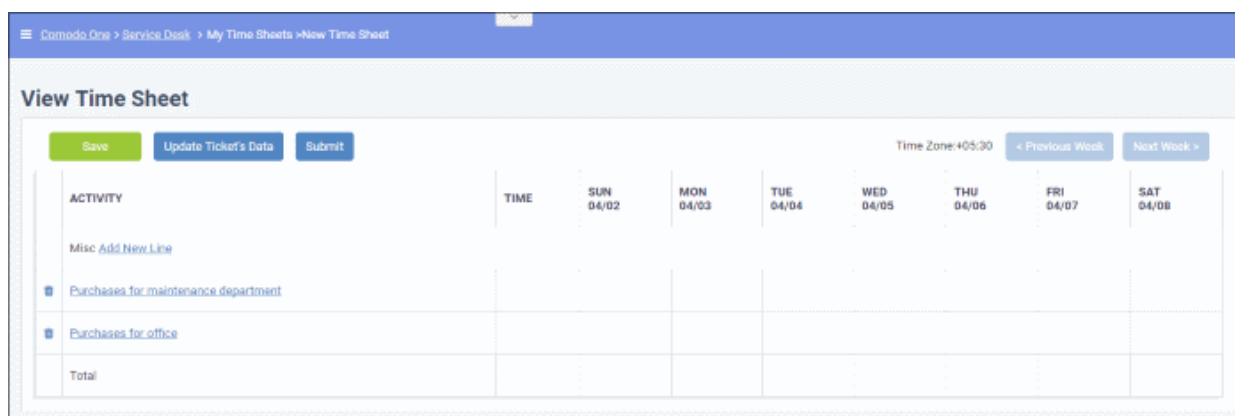 Comodo One > Service Desk > My Time Sheets >New Time Sheet
View Time Sheet
Save Update Ticket's Data Submit Time Zone:+05:30 < Previous Week Next Week >
ACTIVITY TIME SUN 04/02 MON 04/03 TUE 04/04 WED 04/05 THU 04/06 FRI 04/07 SAT 04/08
Misc Add New Line
Purchases for maintenance department
Purchases for office
Total